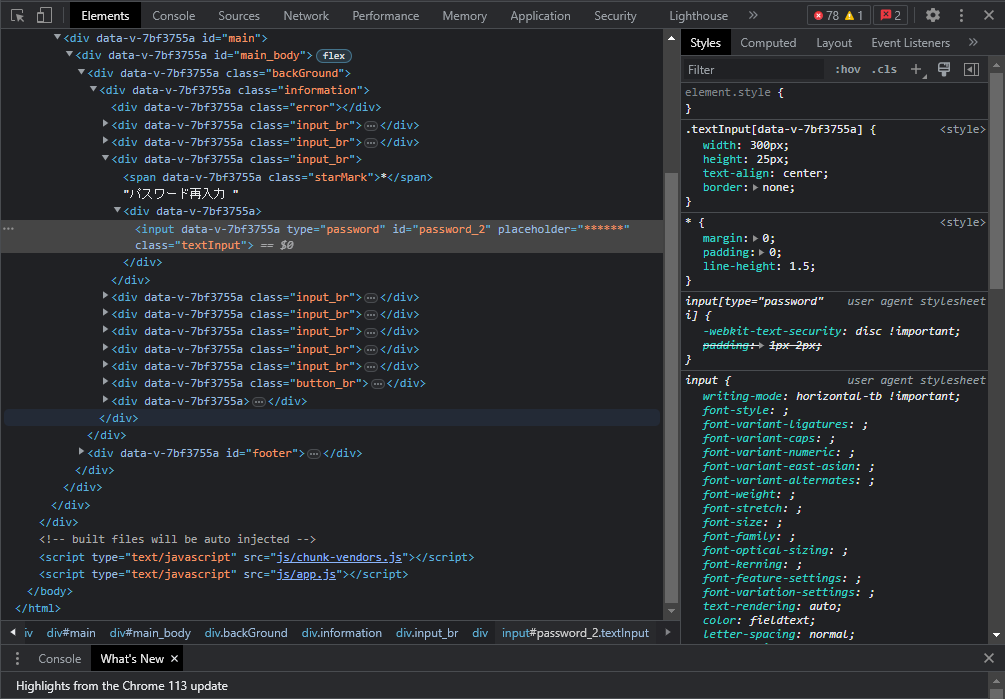 Elements Console Sources Network Performance Memory Application Security Lighthouse » 78 1 2
<div data-v-7bf3755a id="main">
<div data-v-7bf3755a id="main_body"> flex
<div data-v-7bf3755a class="backGround">
<div data-v-7bf3755a class="information">
<div data-v-7bf3755a class="error"></div>
<div data-v-7bf3755a class="input_br">…</div>
<div data-v-7bf3755a class="input_br">…</div>
<div data-v-7bf3755a class="input_br">
<span data-v-7bf3755a class="starMark">*</span>
"パスワード再入力 "
<div data-v-7bf3755a>
<input data-v-7bf3755a type="password" id="password_2" placeholder="******"
class="textInput"> == $0
</div>
</div>
<div data-v-7bf3755a class="input_br">…</div>
<div data-v-7bf3755a class="input_br">…</div>
<div data-v-7bf3755a class="input_br">…</div>
<div data-v-7bf3755a class="input_br">…</div>
<div data-v-7bf3755a class="input_br">…</div>
<div data-v-7bf3755a class="button_br">…</div>
<div data-v-7bf3755a>…</div>
</div>
</div>
<div data-v-7bf3755a id="footer">…</div>
</div>
</div>
</div>
</div>
<!-- built files will be auto injected -->
<script type="text/javascript" src="js/chunk-vendors.js"></script>
<script type="text/javascript" src="js/app.js"></script>
</body>
</html>
iv div#main div#main_body div.backGround div.information div.input_br div input#password_2.textInput
Styles Computed Layout Event Listeners »
Filter :hov .cls +
element.style {
}
.textInput[data-v-7bf3755a] { <style>
width: 300px;
height: 25px;
text-align: center;
border: none;
}
* { <style>
margin: 0;
padding: 0;
line-height: 1.5;
}
input[type="password" user agent stylesheet
i] {
-webkit-text-security: disc !important;
padding: 1px 2px;
}
input { user agent stylesheet
writing-mode: horizontal-tb !important;
font-style: ;
font-variant-ligatures: ;
font-variant-caps: ;
font-variant-numeric: ;
font-variant-east-asian: ;
font-variant-alternates: ;
font-weight: ;
font-stretch: ;
font-size: ;
font-family: ;
font-optical-sizing: ;
font-kerning: ;
font-feature-settings: ;
font-variation-settings: ;
text-rendering: auto;
color: fieldtext;
letter-spacing: normal;
Console What's New ×
Highlights from the Chrome 113 update